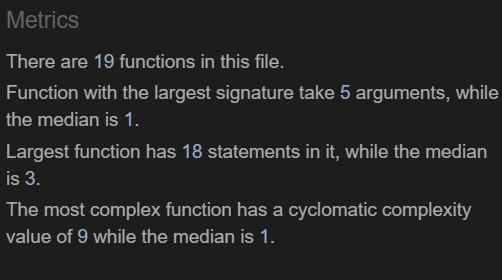 Metrics
There are 19 functions in this file.
Function with the largest signature take 5 arguments, while
the median is 1.
Largest function has 18 statements in it, while the median
is 3.
The most complex function has a cyclomatic complexity
value of 9 while the median is 1.